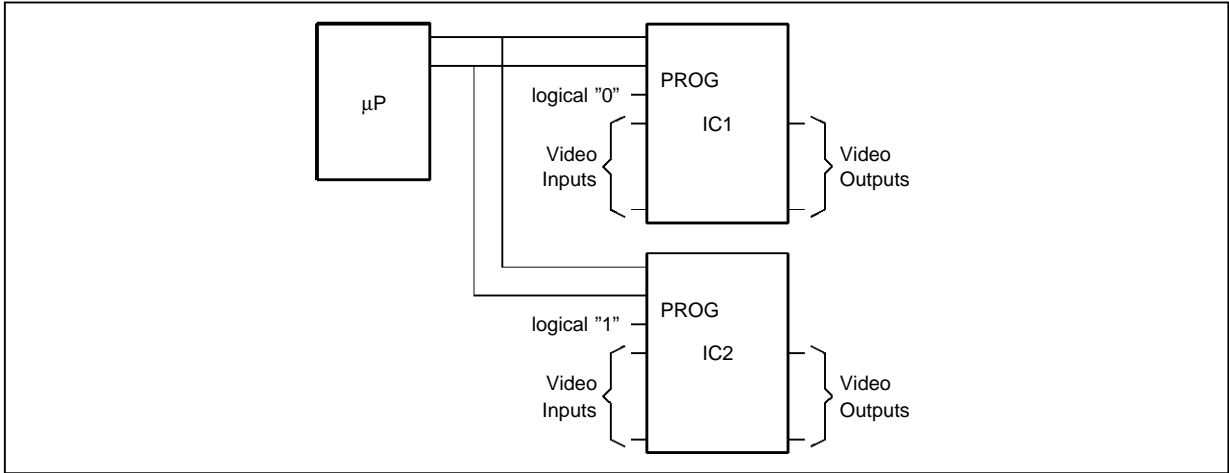 μP
PROG
logical ”0”
IC1
Video
Inputs
Video
Outputs
PROG
logical ”1”
IC2
Video
Inputs
Video
Outputs